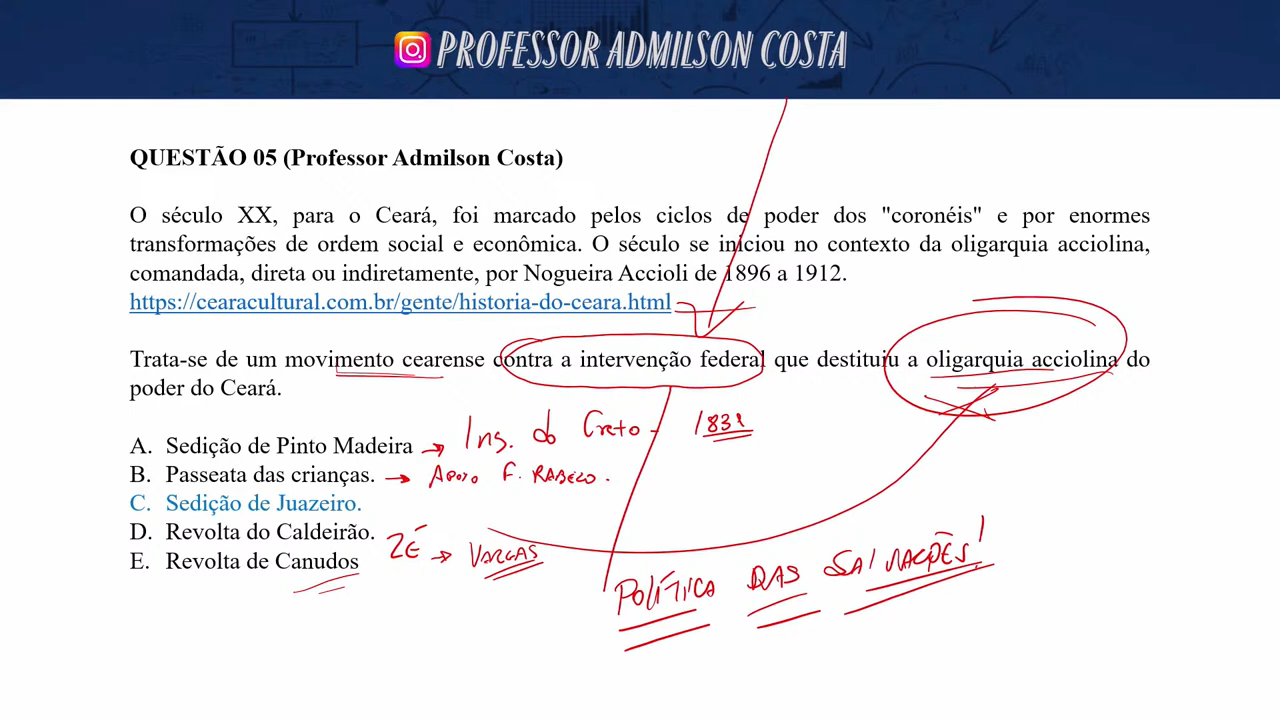 PROFESSOR ADMILSON COSTA
QUESTÃO 05 (Professor Admilson Costa)
O século XX, para o Ceará, foi marcado pelos ciclos de poder dos "coronéis" e por enormes
transformações de ordem social e econômica. O século se iniciou no contexto da oligarquia acciolina,
comandada, direta ou indiretamente, por Nogueira Accioli de 1896 a 1912.
https://cearacultural.com.br/gente/historia-do-ceara.html
Trata-se de um movimento cearense contra a intervenção federal que destituiu a oligarquia acciolina do
poder do Ceará.
A. Sedição de Pinto Madeira → Ins. do Creto -
B. Passeata das crianças. → APOIO F. RABELO.
C. Sedição de Juazeiro.
D. Revolta do Caldeirão.
E. Revolta de Canudos ZÉ → VARGAS
POLÍTICA DAS SALVAÇÕES!